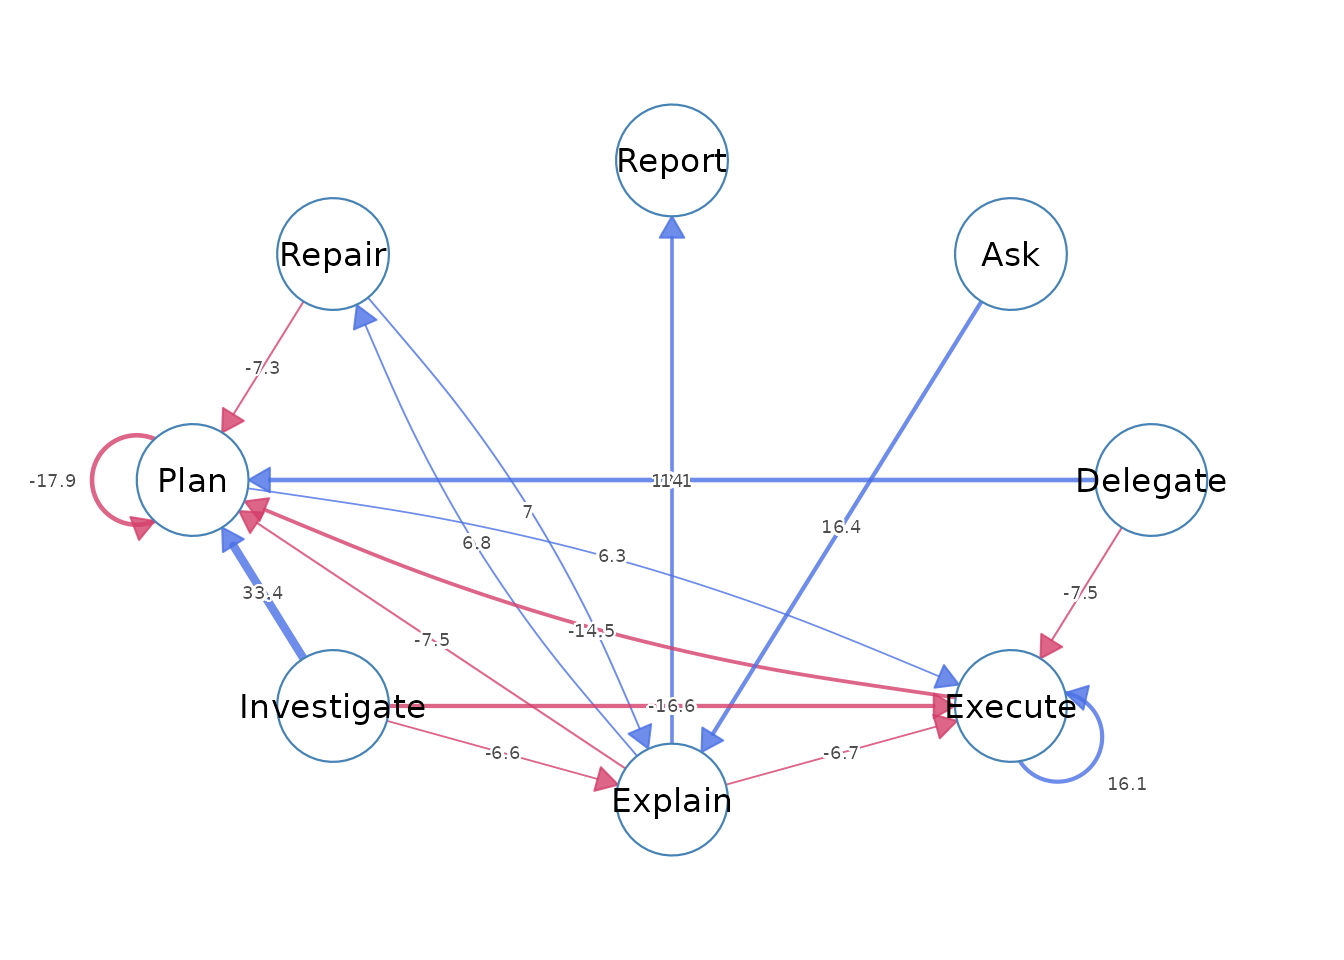 Report
Repair
Ask
-7.3
Plan
-17.9
Delegate
7
16.4
6.8
6.3
33.4
-7.5
-14.5
-7.5
Investigate
-16.6
Execute
-6.6
-6.7
16.1
Explain